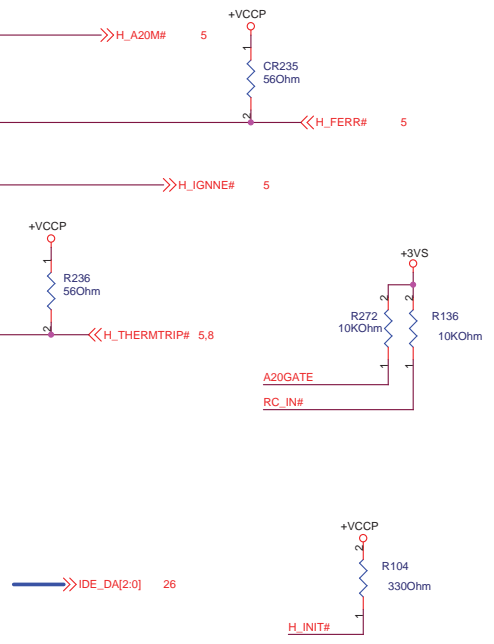 +VCCP
H_A20M# 5
1
CR235
56Ohm
2
H_FERR# 5
H_IGNNE# 5
+VCCP
1
R236
56Ohm
2
H_THERMTRIP# 5,8
+3VS
2 2
R272 R136
10KOhm 10KOhm
1 1
A20GATE
RC_IN#
+VCCP
2
R104
330Ohm
IDE_DA[2:0] 26
1
H_INIT#